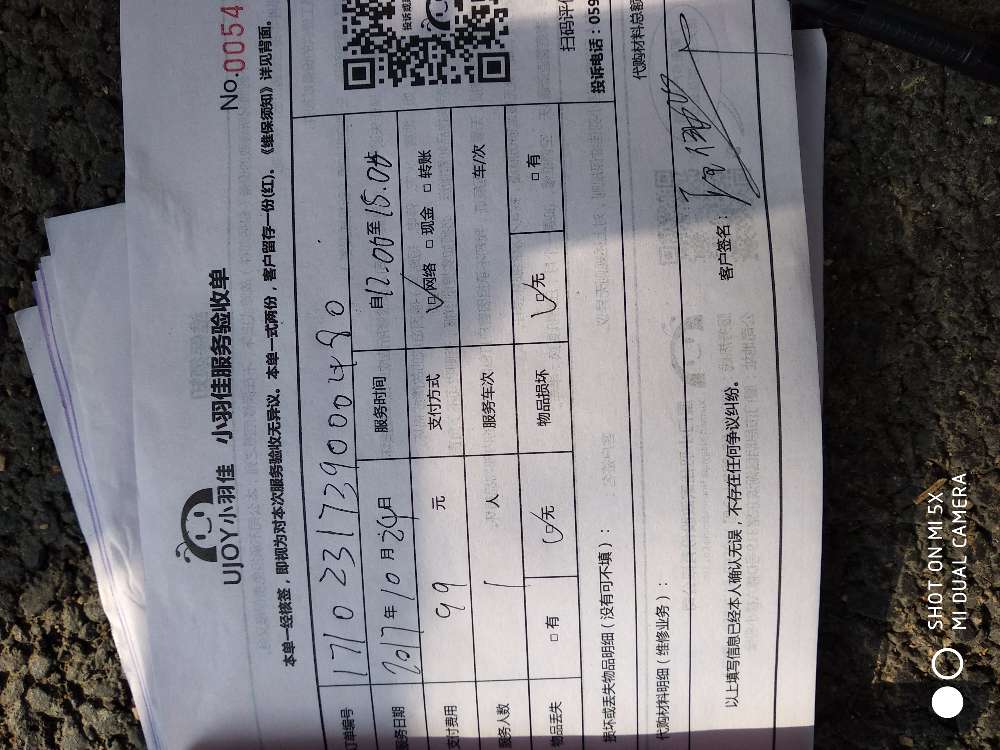 UJOY小羽佳 小羽佳服务验收单
No.0054
本单一经核签，即视为对本次服务验收无异议。本单一式两份，客户留存一份(红)。《维保须知》详见背面。
订单编号 17102317390000490
服务日期 2017年10月24日 服务时间 自12.00至15.00
支付费用 99 元 支付方式 ☑网络 □现金 □转账
服务人数 1 人 服务车次 车/次
物品丢失 □有 ☑无 物品损坏 ☑无 □有
损坏或丢失物品明细（没有可不填）：
扫码评
投诉电话：059
代购材料明细（维修业务）：
代购材料总额
以上填写信息已经本人确认无误，不存在任何争议纠纷。 客户签名：
SHOT ON MI 5X
MI DUAL CAMERA